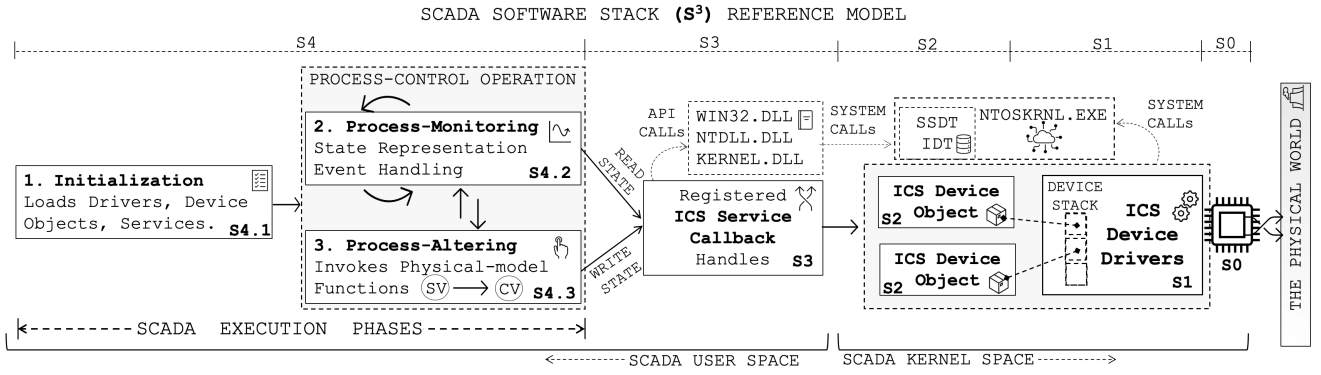 SCADA SOFTWARE STACK (S³) REFERENCE MODEL
S4
S3
S2
S1
S0
PROCESS-CONTROL OPERATION
1. Initialization
Loads Drivers, Device
Objects, Services.
S4.1
2. Process-Monitoring
State Representation
Event Handling
S4.2
3. Process-Altering
Invokes Physical-model
Functions SV CV
S4.3
READ
STATE
WRITE
STATE
API
CALLs
WIN32.DLL
NTDLL.DLL
KERNEL.DLL
Registered
ICS Service
Callback
Handles
S3
SYSTEM
CALLs
SSDT
IDT
NTOSKRNL.EXE
SYSTEM
CALLs
ICS Device
Object
S2
ICS Device
Object
S2
DEVICE
STACK
ICS
Device
Drivers
S1
S0
THE PHYSICAL WORLD
SCADA EXECUTION PHASES
SCADA USER SPACE
SCADA KERNEL SPACE